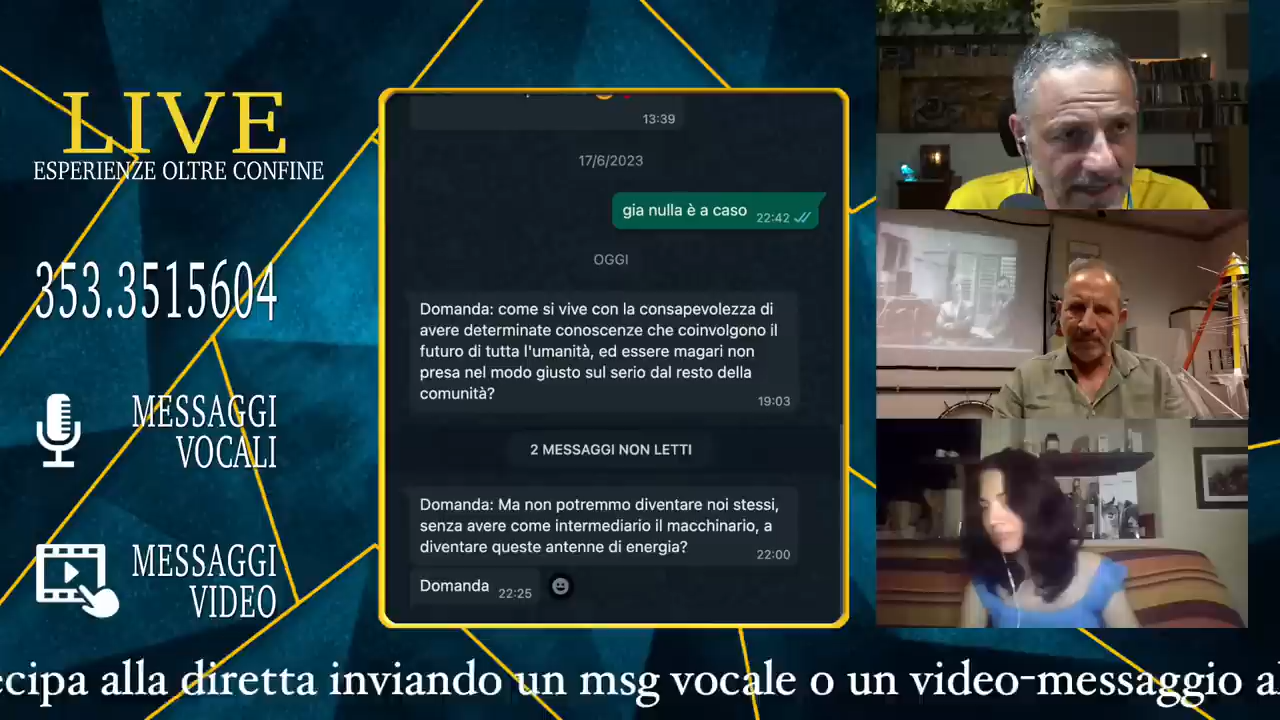 LIVE
ESPERIENZE OLTRE CONFINE
353.3515604
MESSAGGI
VOCALI
MESSAGGI
VIDEO
13:39
17/6/2023
gia nulla è a caso 22:42
OGGI
Domanda: come si vive con la consapevolezza di
avere determinate conoscenze che coinvolgono il
futuro di tutta l'umanità, ed essere magari non
presa nel modo giusto sul serio dal resto della
comunità?
19:03
2 MESSAGGI NON LETTI
Domanda: Ma non potremmo diventare noi stessi,
senza avere come intermediario il macchinario, a
diventare queste antenne di energia?
22:00
Domanda 22:25
ecipa alla diretta inviando un msg vocale o un video-messaggio al